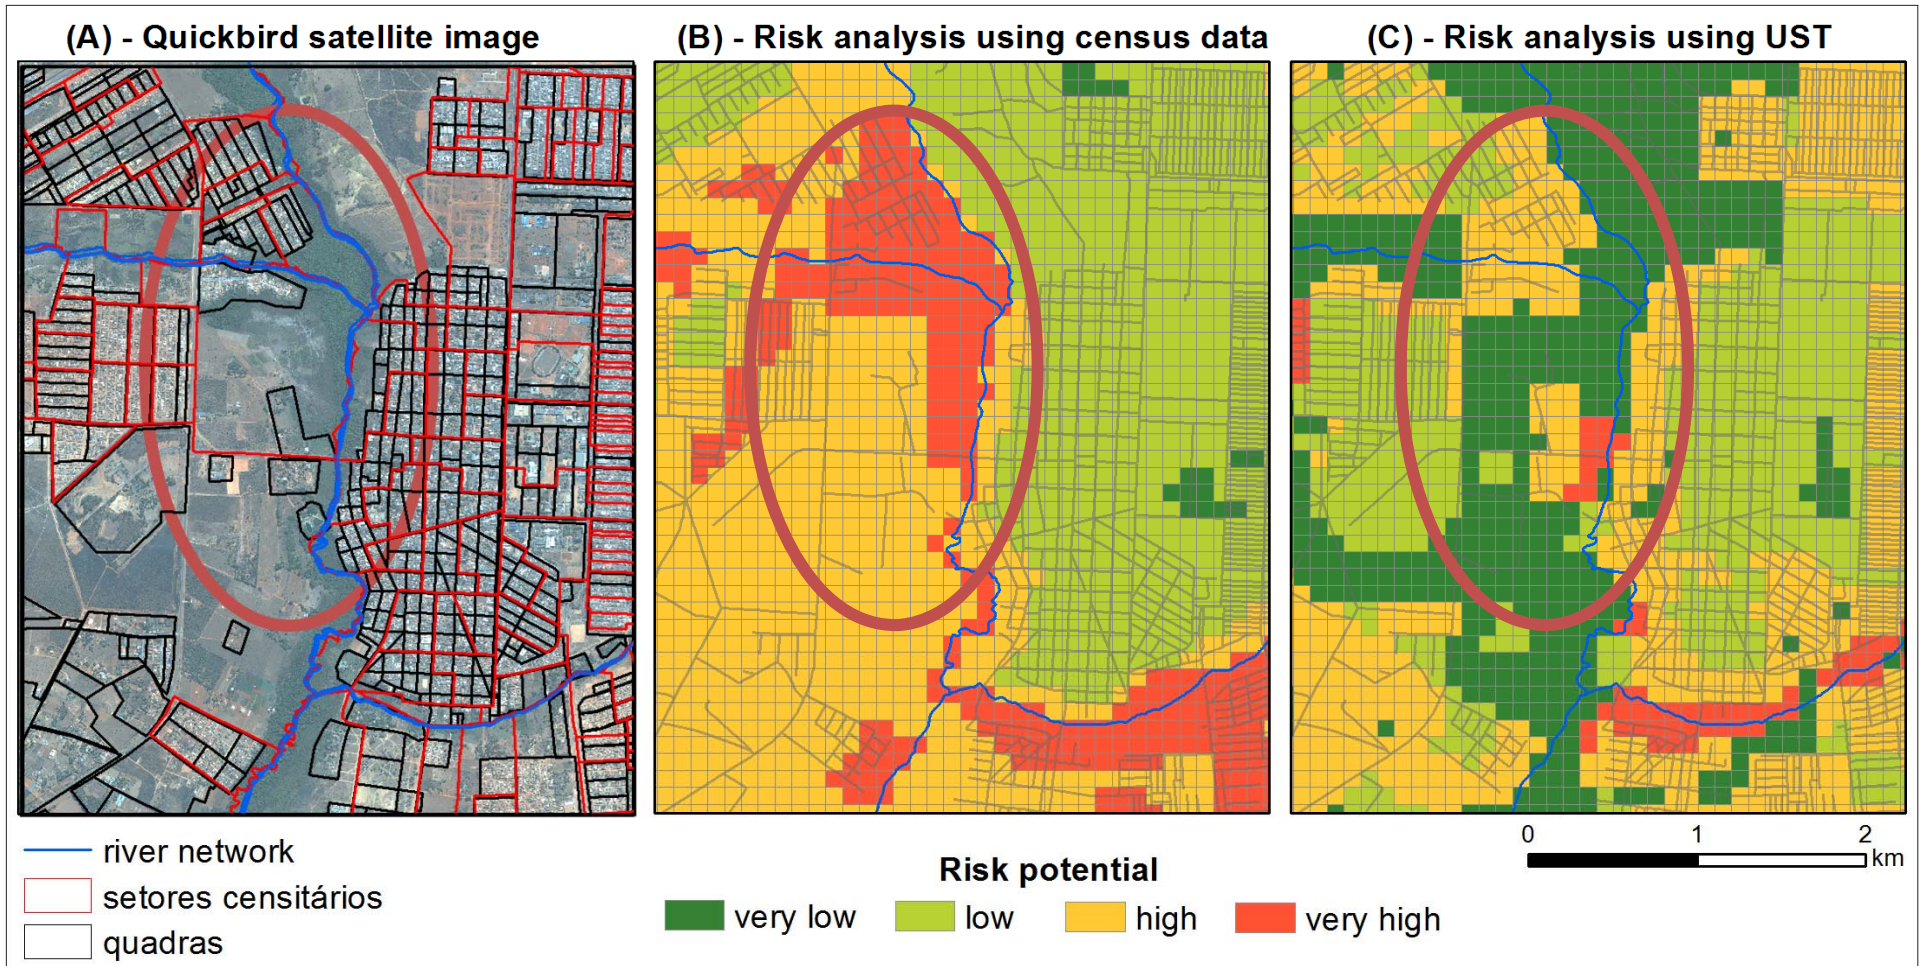 (A) - Quickbird satellite image
(B) - Risk analysis using census data
(C) - Risk analysis using UST
river network
setores censitários
quadras
Risk potential
very low
low
high
very high
0 1 2
km